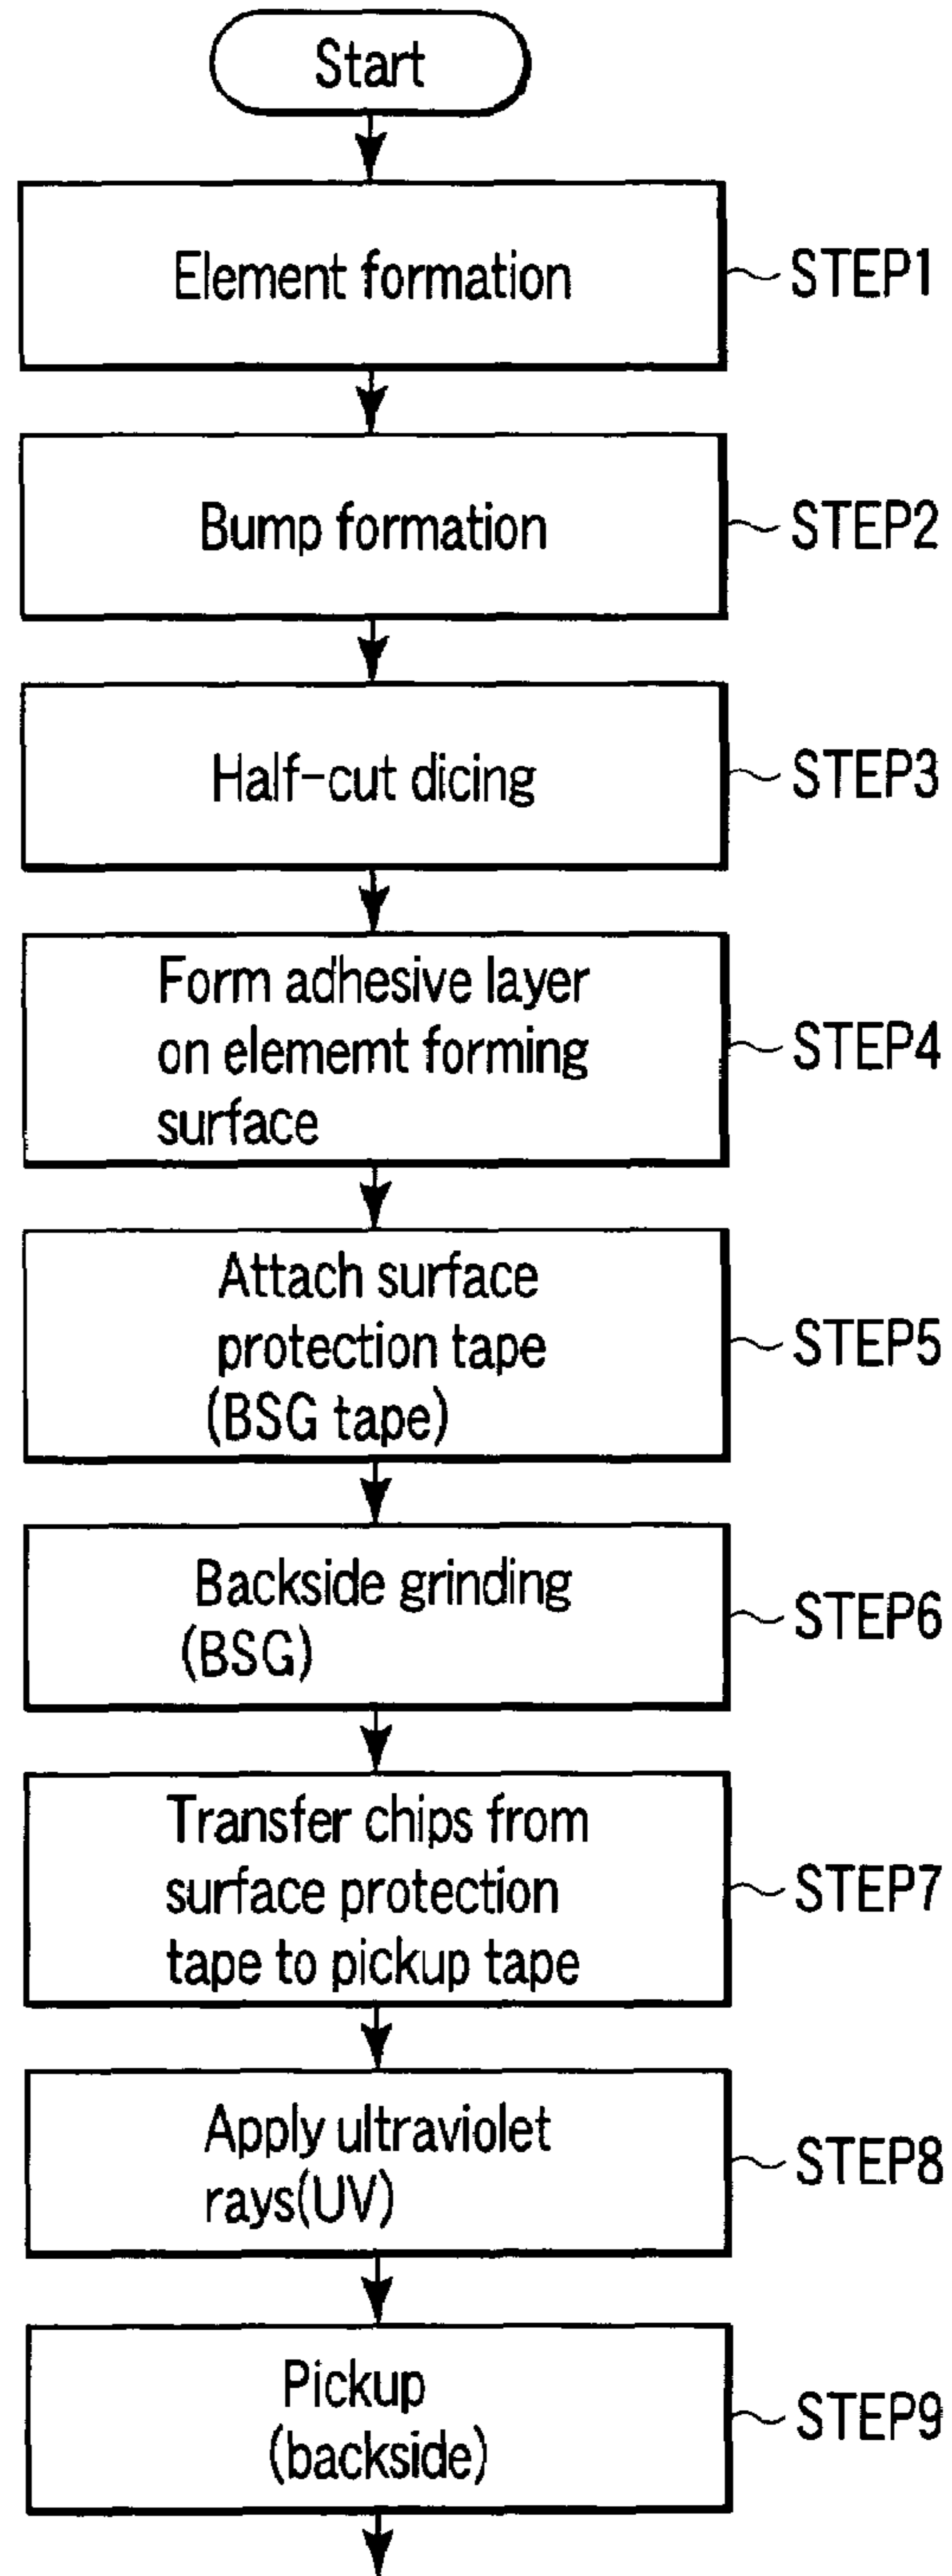 Start
Element formation
STEP1
Bump formation
STEP2
Half-cut dicing
STEP3
Form adhesive layer
on elememt forming
surface
STEP4
Attach surface
protection tape
(BSG tape)
STEP5
Backside grinding
(BSG)
STEP6
Transfer chips from
surface protection
tape to pickup tape
STEP7
Apply ultraviolet
rays(UV)
STEP8
Pickup
(backside)
STEP9